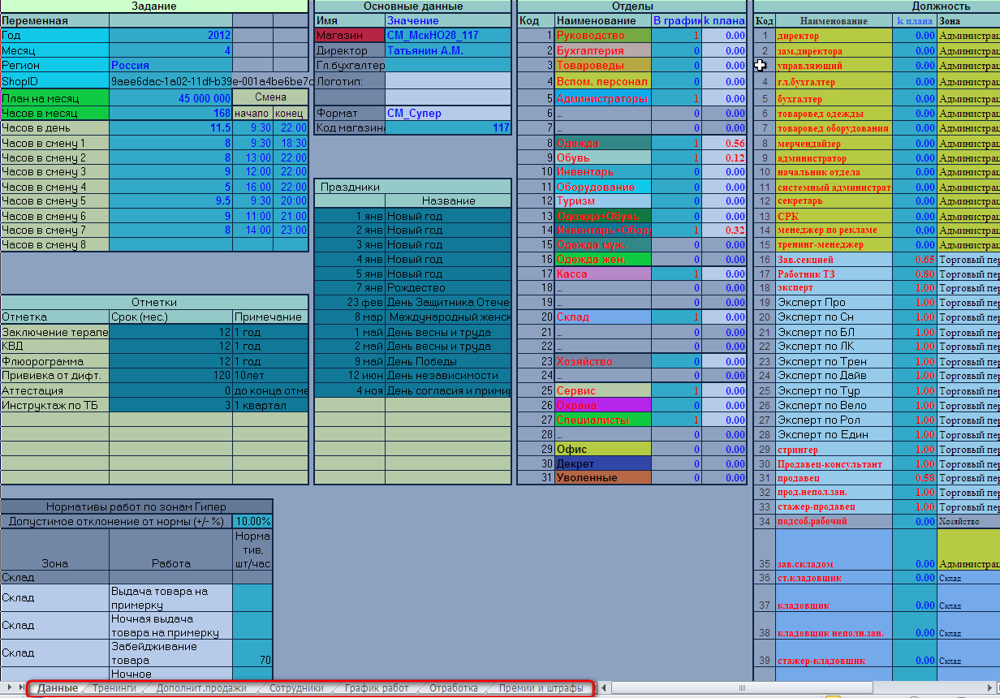 Задание
Переменная
Год 2012
Месяц 4
Регион Россия
ShopID 9aee6dac-1a02-11df-b39e-001a4be6be7c
План на месяц 45 000 000 Смена
Часов в месяц 168 начало конец
Часов в день 11.5 9:30 22:00
Часов в смену 1 8 9:30 18:30
Часов в смену 2 8 13:00 22:00
Часов в смену 3 9 12:00 22:00
Часов в смену 4 5 16:00 22:00
Часов в смену 5 9.5 9:30 20:00
Часов в смену 6 9 11:00 21:00
Часов в смену 7 8 14:00 23:00
Часов в смену 8
Отметки
Отметка Срок (мес.) Примечание
Заключение терапе 12 1 год
КВД 12 1 год
Флюорограмма 12 1 год
Прививка от дифт. 120 10лет
Аттестация 0 до конца отме
Инструктаж по ТБ 3 1 квартал
Нормативы работ по зонам Гипер
Допустимое отклонение от нормы (+/- %) 10.00%
Зона Работа Норма
тив,
шт/час
Склад
Склад Выдача товара на
примерку
Склад Ночная выдача
товара на примерку
Склад Забейдживание
товара 70
Ночное
Основные данные
Имя Значение
Магазин СМ_МскНО28_117
Директор Татьянин А.М.
Гл.бухгалтер
Логотип:
Формат СМ_Супер
Код магазин 117
Праздники
Название
1 янв Новый год
2 янв Новый год
3 янв Новый год
4 янв Новый год
5 янв Новый год
7 янв Рождество
23 фев День Защитника Отече
8 мар Международный женск
1 май День весны и труда
2 май День весны и труда
9 май День Победы
12 июн День независимости
4 ноя День согласия и примир
Отделы
Код Наименование В график k плана
1 Руководство 1 0.00
2 Бухгалтерия 0 0.00
3 Товароведы 0 0.00
4 Вспом. персонал 0 0.00
5 Администраторы 1 0.00
6 ... 0 0.00
7 ... 0 0.00
8 Одежда 1 0.56
9 Обувь 1 0.12
10 Инвентарь 0 0.00
11 Оборудование 0 0.00
12 Туризм 0 0.00
13 Одежда+Обувь 0 0.00
14 Инвентарь+Обору 1 0.32
15 Одежда муж. 0 0.00
16 Одежда жен. 0 0.00
17 Касса 1 0.00
18 ... 0 0.00
19 ... 0 0.00
20 Склад 1 0.00
21 ... 0 0.00
22 ... 0 0.00
23 Хозяйство 0 0.00
24 ... 0 0.00
25 Сервис 1 0.00
26 Охрана 0 0.00
27 Специалисты 1 0.00
28 ... 0 0.00
29 Офис 0 0.00
30 Декрет 0 0.00
31 Уволенные 0 0.00
Должность
Код Наименование k плана Зона
1 директор 0.00 Администрац
2 зам.директора 0.00 Администрац
управляющий 0.00 Администрац
4 гл.бухгалтер 0.00 Администрац
5 бухгалтер 0.00 Администрац
6 товаровед одежды 0.00 Администрац
7 товаровед оборудования 0.00 Администрац
8 мерчендайзер 0.00 Администрац
9 администратор 0.00 Администрац
10 начальник отдела 0.00 Администрац
11 системный администрат 0.00 Администрац
12 секретарь 0.00 Администрац
13 СРК 0.00 Администрац
14 менеджер по рекламе 0.00 Администрац
15 тренинг-менеджер 0.00 Администрац
16 Зав.секцией 0.65 Торговый пер
17 Работник ТЗ 0.80 Торговый пер
18 эксперт 1.00 Торговый пер
19 Эксперт Про 1.00 Торговый пер
20 Эксперт по Сн 1.00 Торговый пер
21 Эксперт по БЛ 1.00 Торговый пер
22 Эксперт по ЛК 1.00 Торговый пер
23 Эксперт по Трен 1.00 Торговый пер
24 Эксперт по Дайв 1.00 Торговый пер
25 Эксперт по Тур 1.00 Торговый пер
26 Эксперт по Вело 1.00 Торговый пер
27 Эксперт по Рол 1.00 Торговый пер
28 Эксперт по Един 1.00 Торговый пер
29 стрингер 1.00 Торговый пер
30 Продавец-консультант 1.00 Торговый пер
31 продавец 0.58 Торговый пер
32 прод.непол.зан. 1.00 Торговый пер
33 стажер-продавец 1.00 Торговый пер
34 подсоб.рабочий 0.00 Хозяйство
35 зав.складом 0.00 Администрац
36 ст.кладовщик 0.00 Склад
37 кладовщик 0.00 Склад
38 кладовщик неполн.зан. 0.00 Склад
39 стажер-кладовщик 0.00 Склад
Данные Тренинги Дополнит.продажи Сотрудники График работ Отработка Премии и штрафы